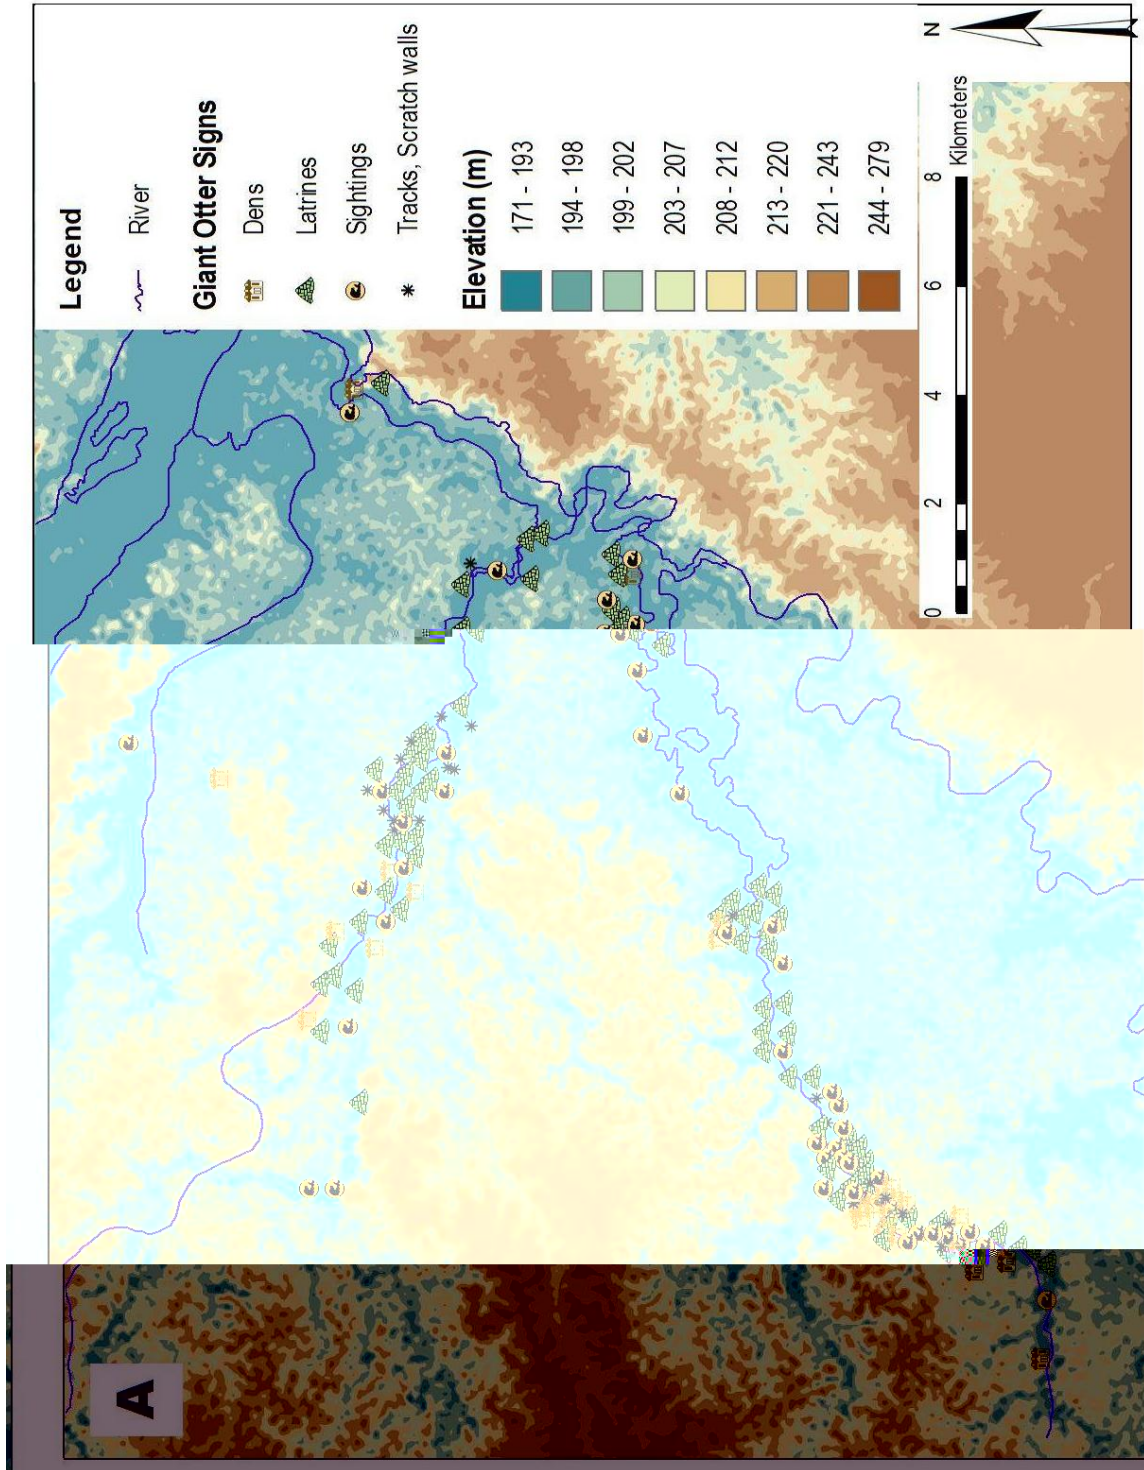 Legend
River
Giant Otter Signs
Dens
Latrines
Sightings
Tracks, Scratch walls
Elevation (m)
171 - 193
194 - 198
199 - 202
203 - 207
208 - 212
213 - 220
221 - 243
244 - 279
N
0 2 4 6 8
Kilometers
A